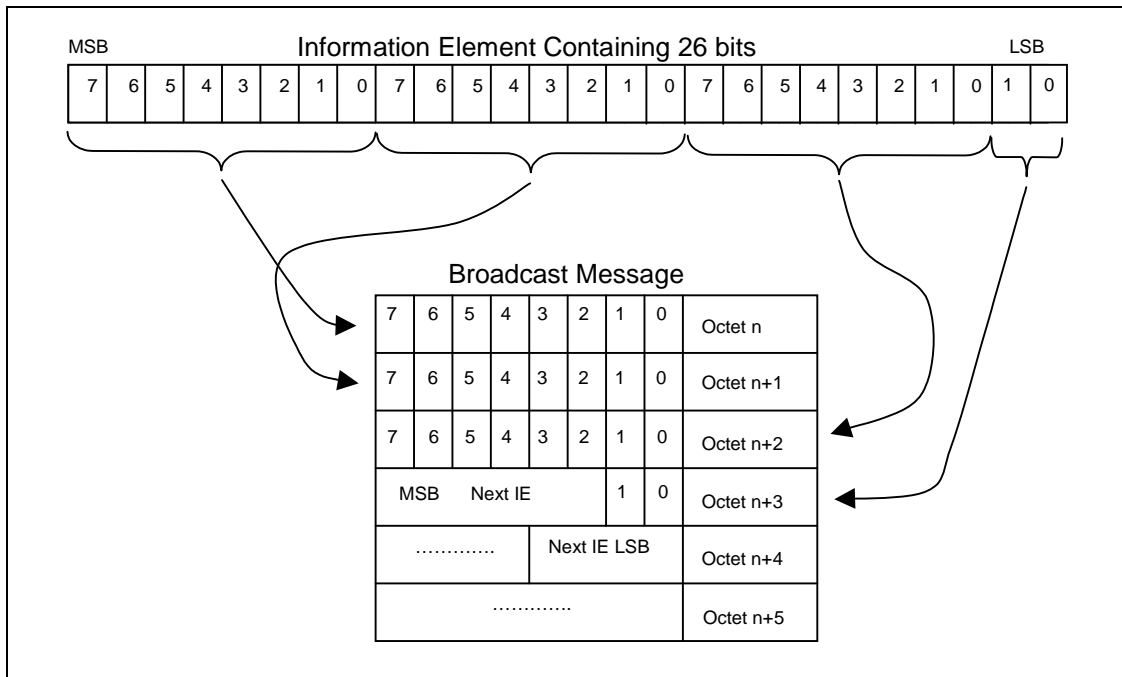 MSB Information Element Containing 26 bits LSB
7 6 5 4 3 2 1 0 7 6 5 4 3 2 1 0 7 6 5 4 3 2 1 0 1 0
Broadcast Message
7 6 5 4 3 2 1 0 Octet n
7 6 5 4 3 2 1 0 Octet n+1
7 6 5 4 3 2 1 0 Octet n+2
MSB Next IE 1 0 Octet n+3
…………. Next IE LSB Octet n+4
…………. Octet n+5